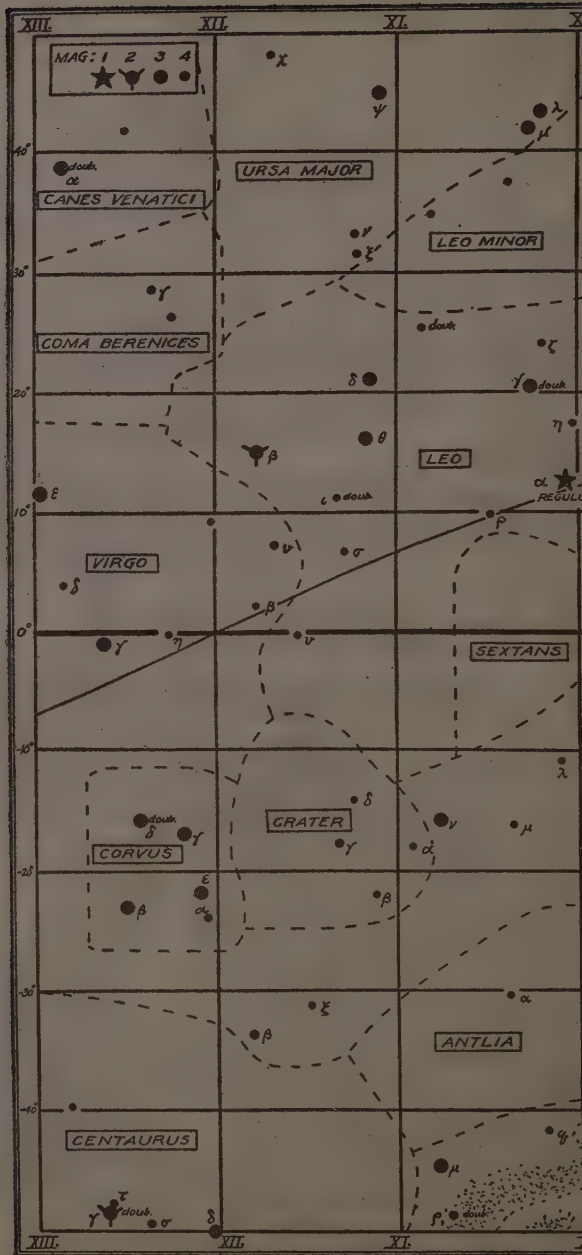 XIII. XII. XI. X
MAG: 1 2 3 4
χ
ψ
λ
μ
40°
doub.
α
URSA MAJOR
CANES VENATICI
ν
ξ
LEO MINOR
30°
γ
doub.
COMA BERENICES
ζ
δ
γ doub.
20°
η
β
θ
LEO
α
REGULU
ε
ι doub.
10°
ρ
ν
σ
VIRGO
δ
β
0°
γ
η
υ
SEXTANS
-10°
λ
δ
doub.
δ
γ
CRATER
ν
μ
γ
α
CORVUS
-20°
ε
β
α
β
-30°
ξ
α
β
ANTLIA
-40°
q
CENTAURUS
μ
τ
γ doub.
σ
δ
ρ doub.
XIII. XII. XI. X